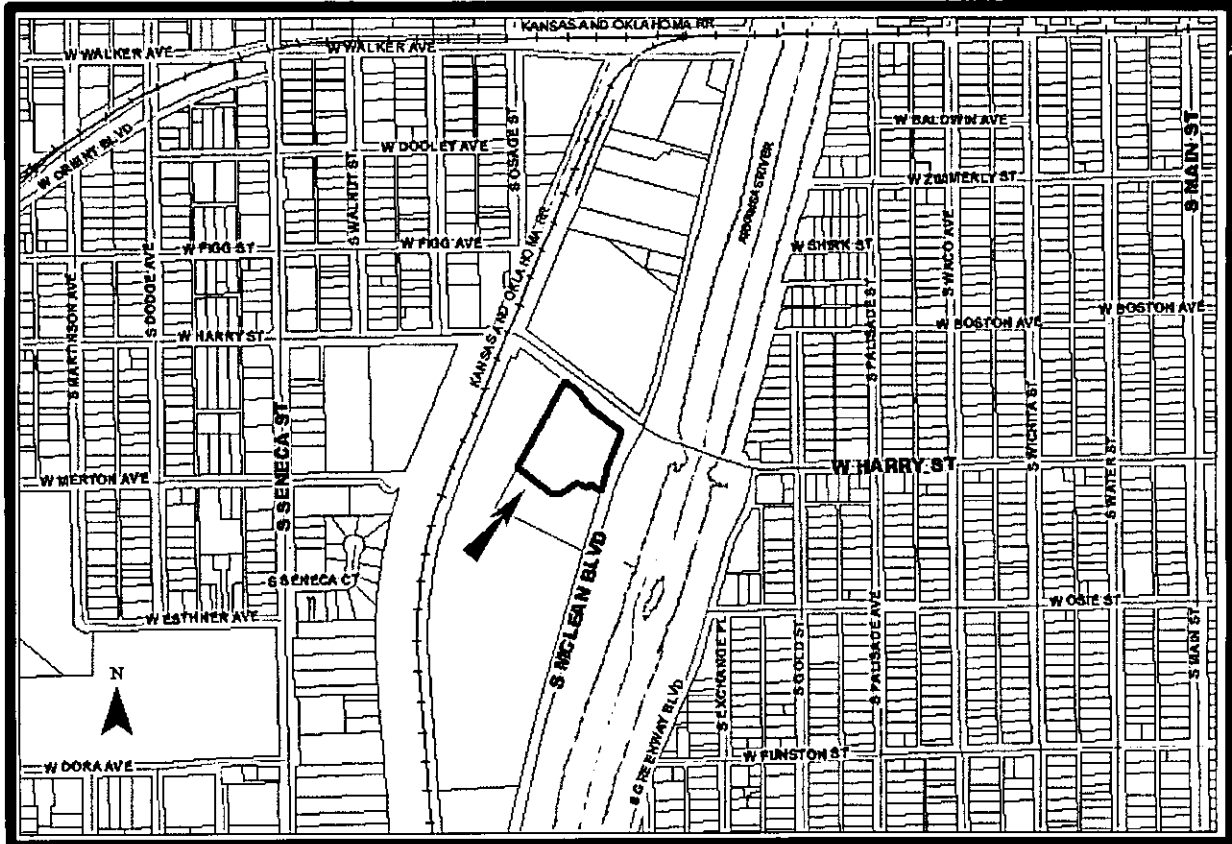 KANSAS AND OKLAHOMA RR
W WALKER AVE
W WALKER AVE
W ORIENT BLVD
W DOOLEY AVE
S OSAGE ST
S WALNUT ST
W BALDWIN AVE
W ZIMMERLY ST
S MAIN ST
ARKANSAS RIVER
W FIGG ST
W FIGG AVE
W SHIRK ST
S WACO AVE
S MARTINSON AVE
S DODGE AVE
KANSAS AND OKLAHOMA RR
S PALISADE ST
W BOSTON AVE
W BOSTON AVE
W HARRY ST
S SENECA ST
S WICHITA ST
S WATER ST
W HARRY ST
W MERTON AVE
S SENECA CT
W ESTHNER AVE
S MCLEAN BLVD
W OSIE ST
S EXCHANGE PL
S GOLD ST
S PALISADE AVE
S MAIN ST
N
S GREENWAY BLVD
W DORA AVE
W FUNSTON ST